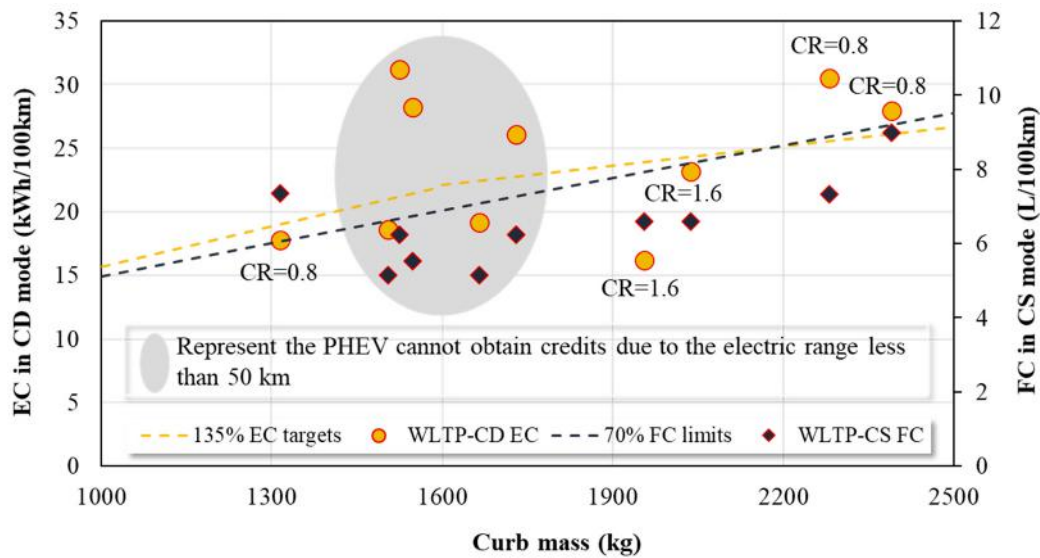 EC in CD mode (kWh/100km)
35
30
25
20
15
10
5
0
CR=0.8
CR=0.8
CR=0.8
CR=1.6
CR=1.6
Represent the PHEV cannot obtain credits due to the electric range less
than 50 km
135% EC targets WLTP-CD EC 70% FC limits WLTP-CS FC
12
10
8
6
4
2
0
FC in CS mode (L/100km)
1000 1300 1600 1900 2200 2500
Curb mass (kg)